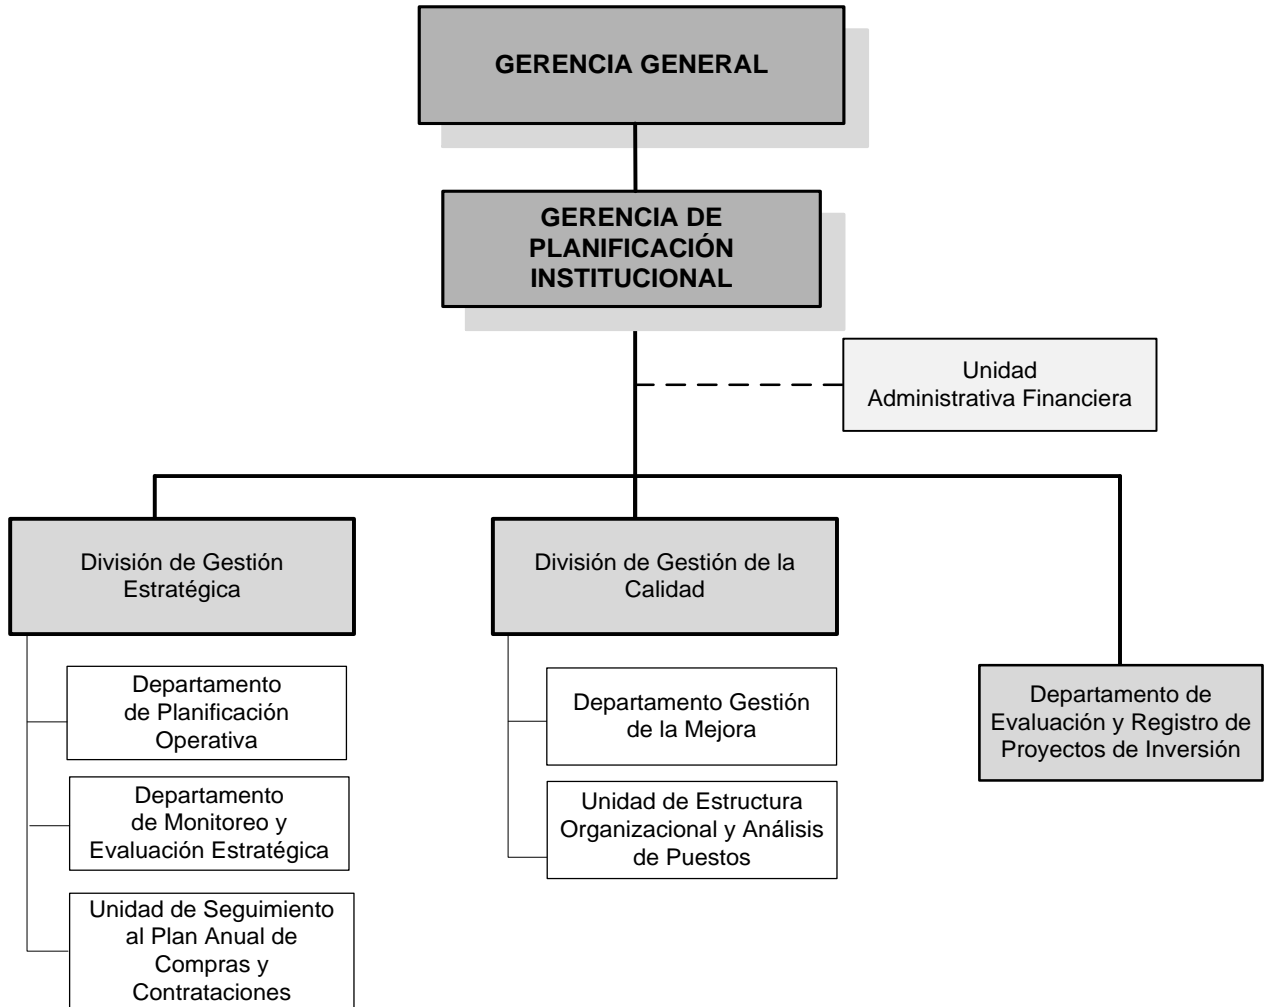 GERENCIA GENERAL
GERENCIA DE
PLANIFICACIÓN
INSTITUCIONAL
Unidad
Administrativa Financiera
División de Gestión
Estratégica
Departamento
de Planificación
Operativa
Departamento
de Monitoreo y
Evaluación Estratégica
Unidad de Seguimiento
al Plan Anual de
Compras y
Contrataciones
División de Gestión de la
Calidad
Departamento Gestión
de la Mejora
Unidad de Estructura
Organizacional y Análisis
de Puestos
Departamento de
Evaluación y Registro de
Proyectos de Inversión